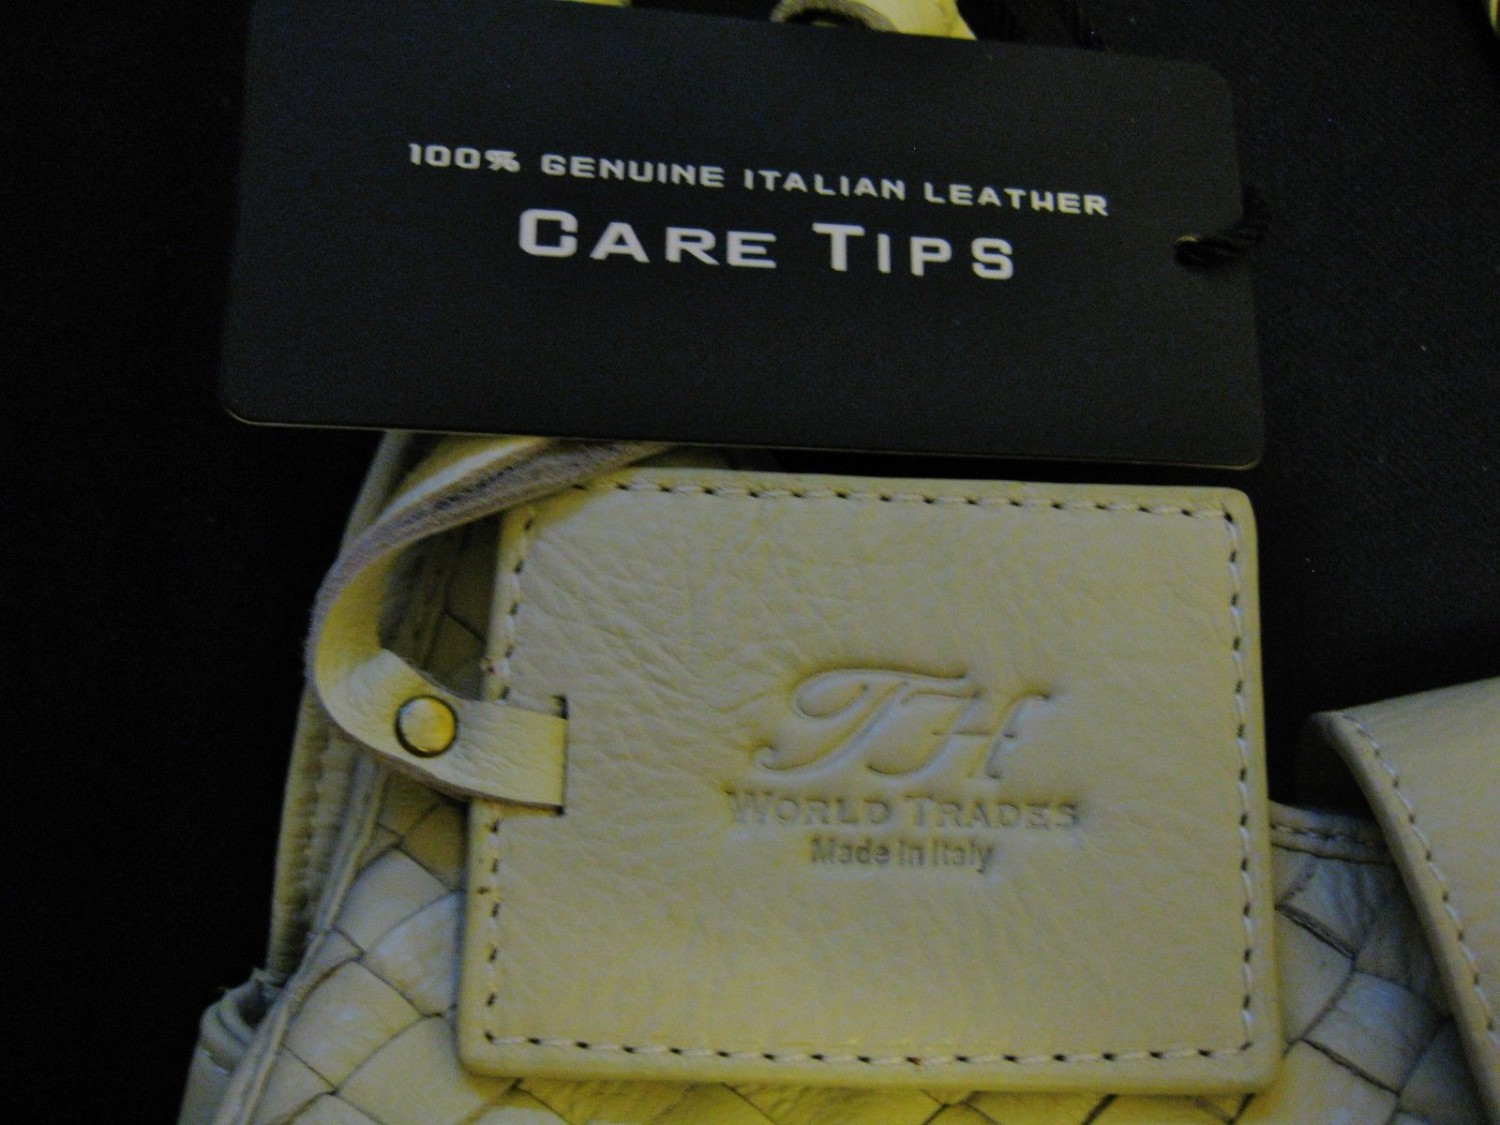 100% GENUINE ITALIAN LEATHER
CARE TIPS
TH
WORLD TRADES
Made in Italy